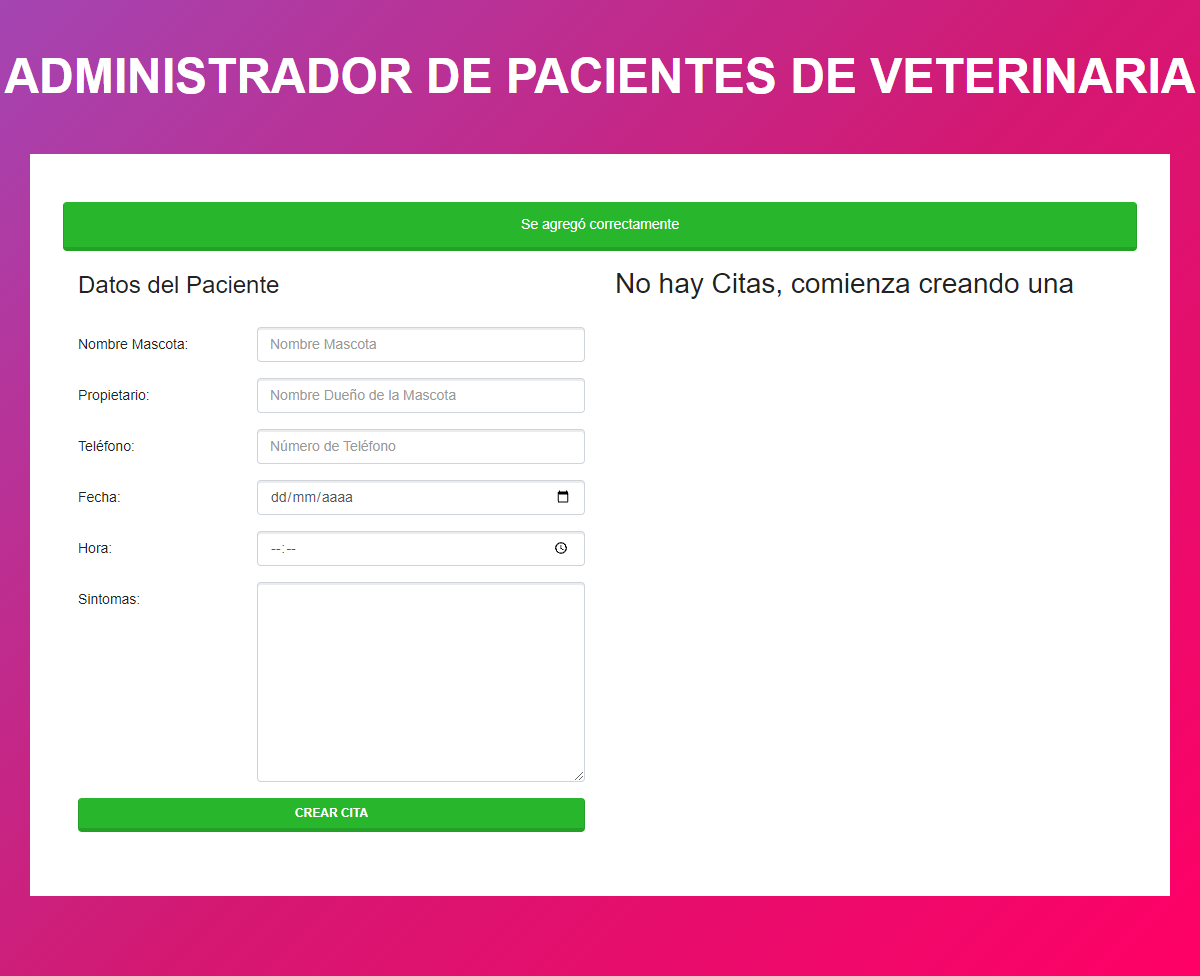 ADMINISTRADOR DE PACIENTES DE VETERINARIA
Se agregó correctamente
Datos del Paciente
Nombre Mascota:
Nombre Mascota
Propietario:
Nombre Dueño de la Mascota
Teléfono:
Número de Teléfono
Fecha:
dd/mm/aaaa
Hora:
--:--
Sintomas:
CREAR CITA
No hay Citas, comienza creando una